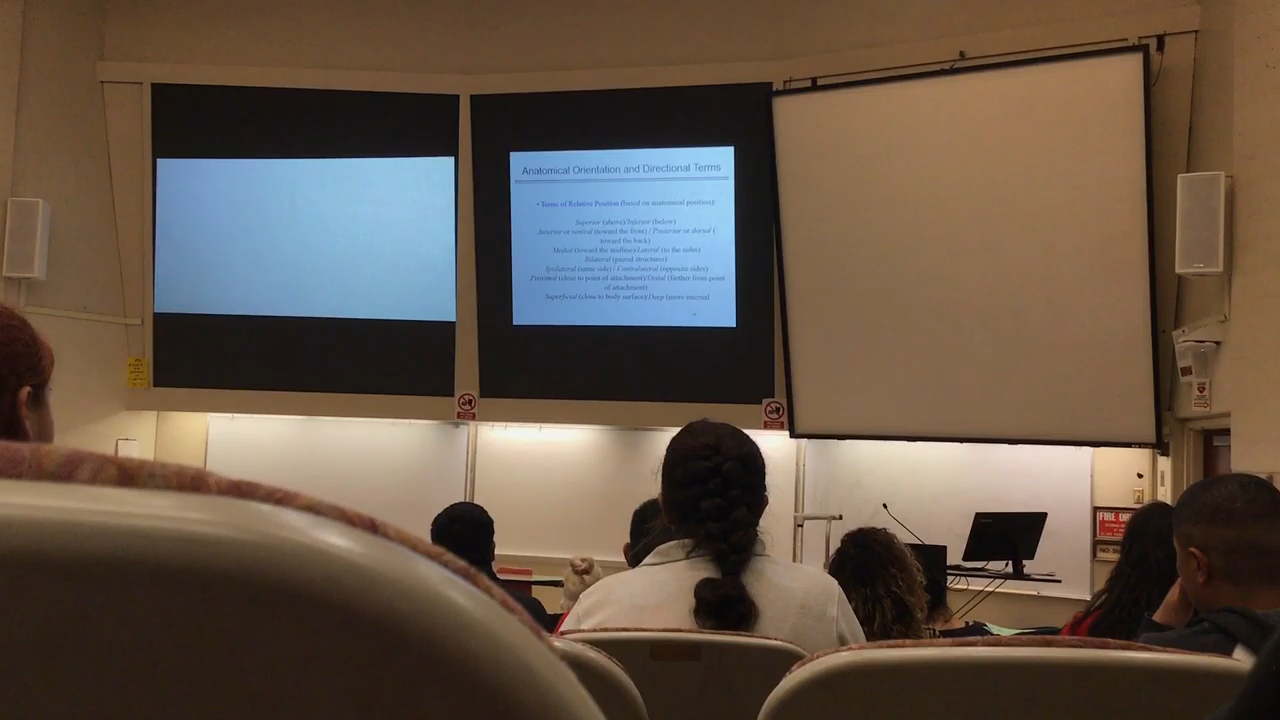 Anatomical Orientation and Directional Terms
• Terms of Relative Position (based on anatomical position):
Superior (above)/Inferior (below)
Anterior or ventral (toward the front) / Posterior or dorsal (
toward the back)
Medial (toward the midline)/Lateral (to the sides)
Bilateral (paired structures)
Ipsilateral (same side) / Contralateral (opposite sides)
Proximal (close to point of attachment)/Distal (farther from point
of attachment)
Superficial (close to body surface)/Deep (more internal
FIRE
NO